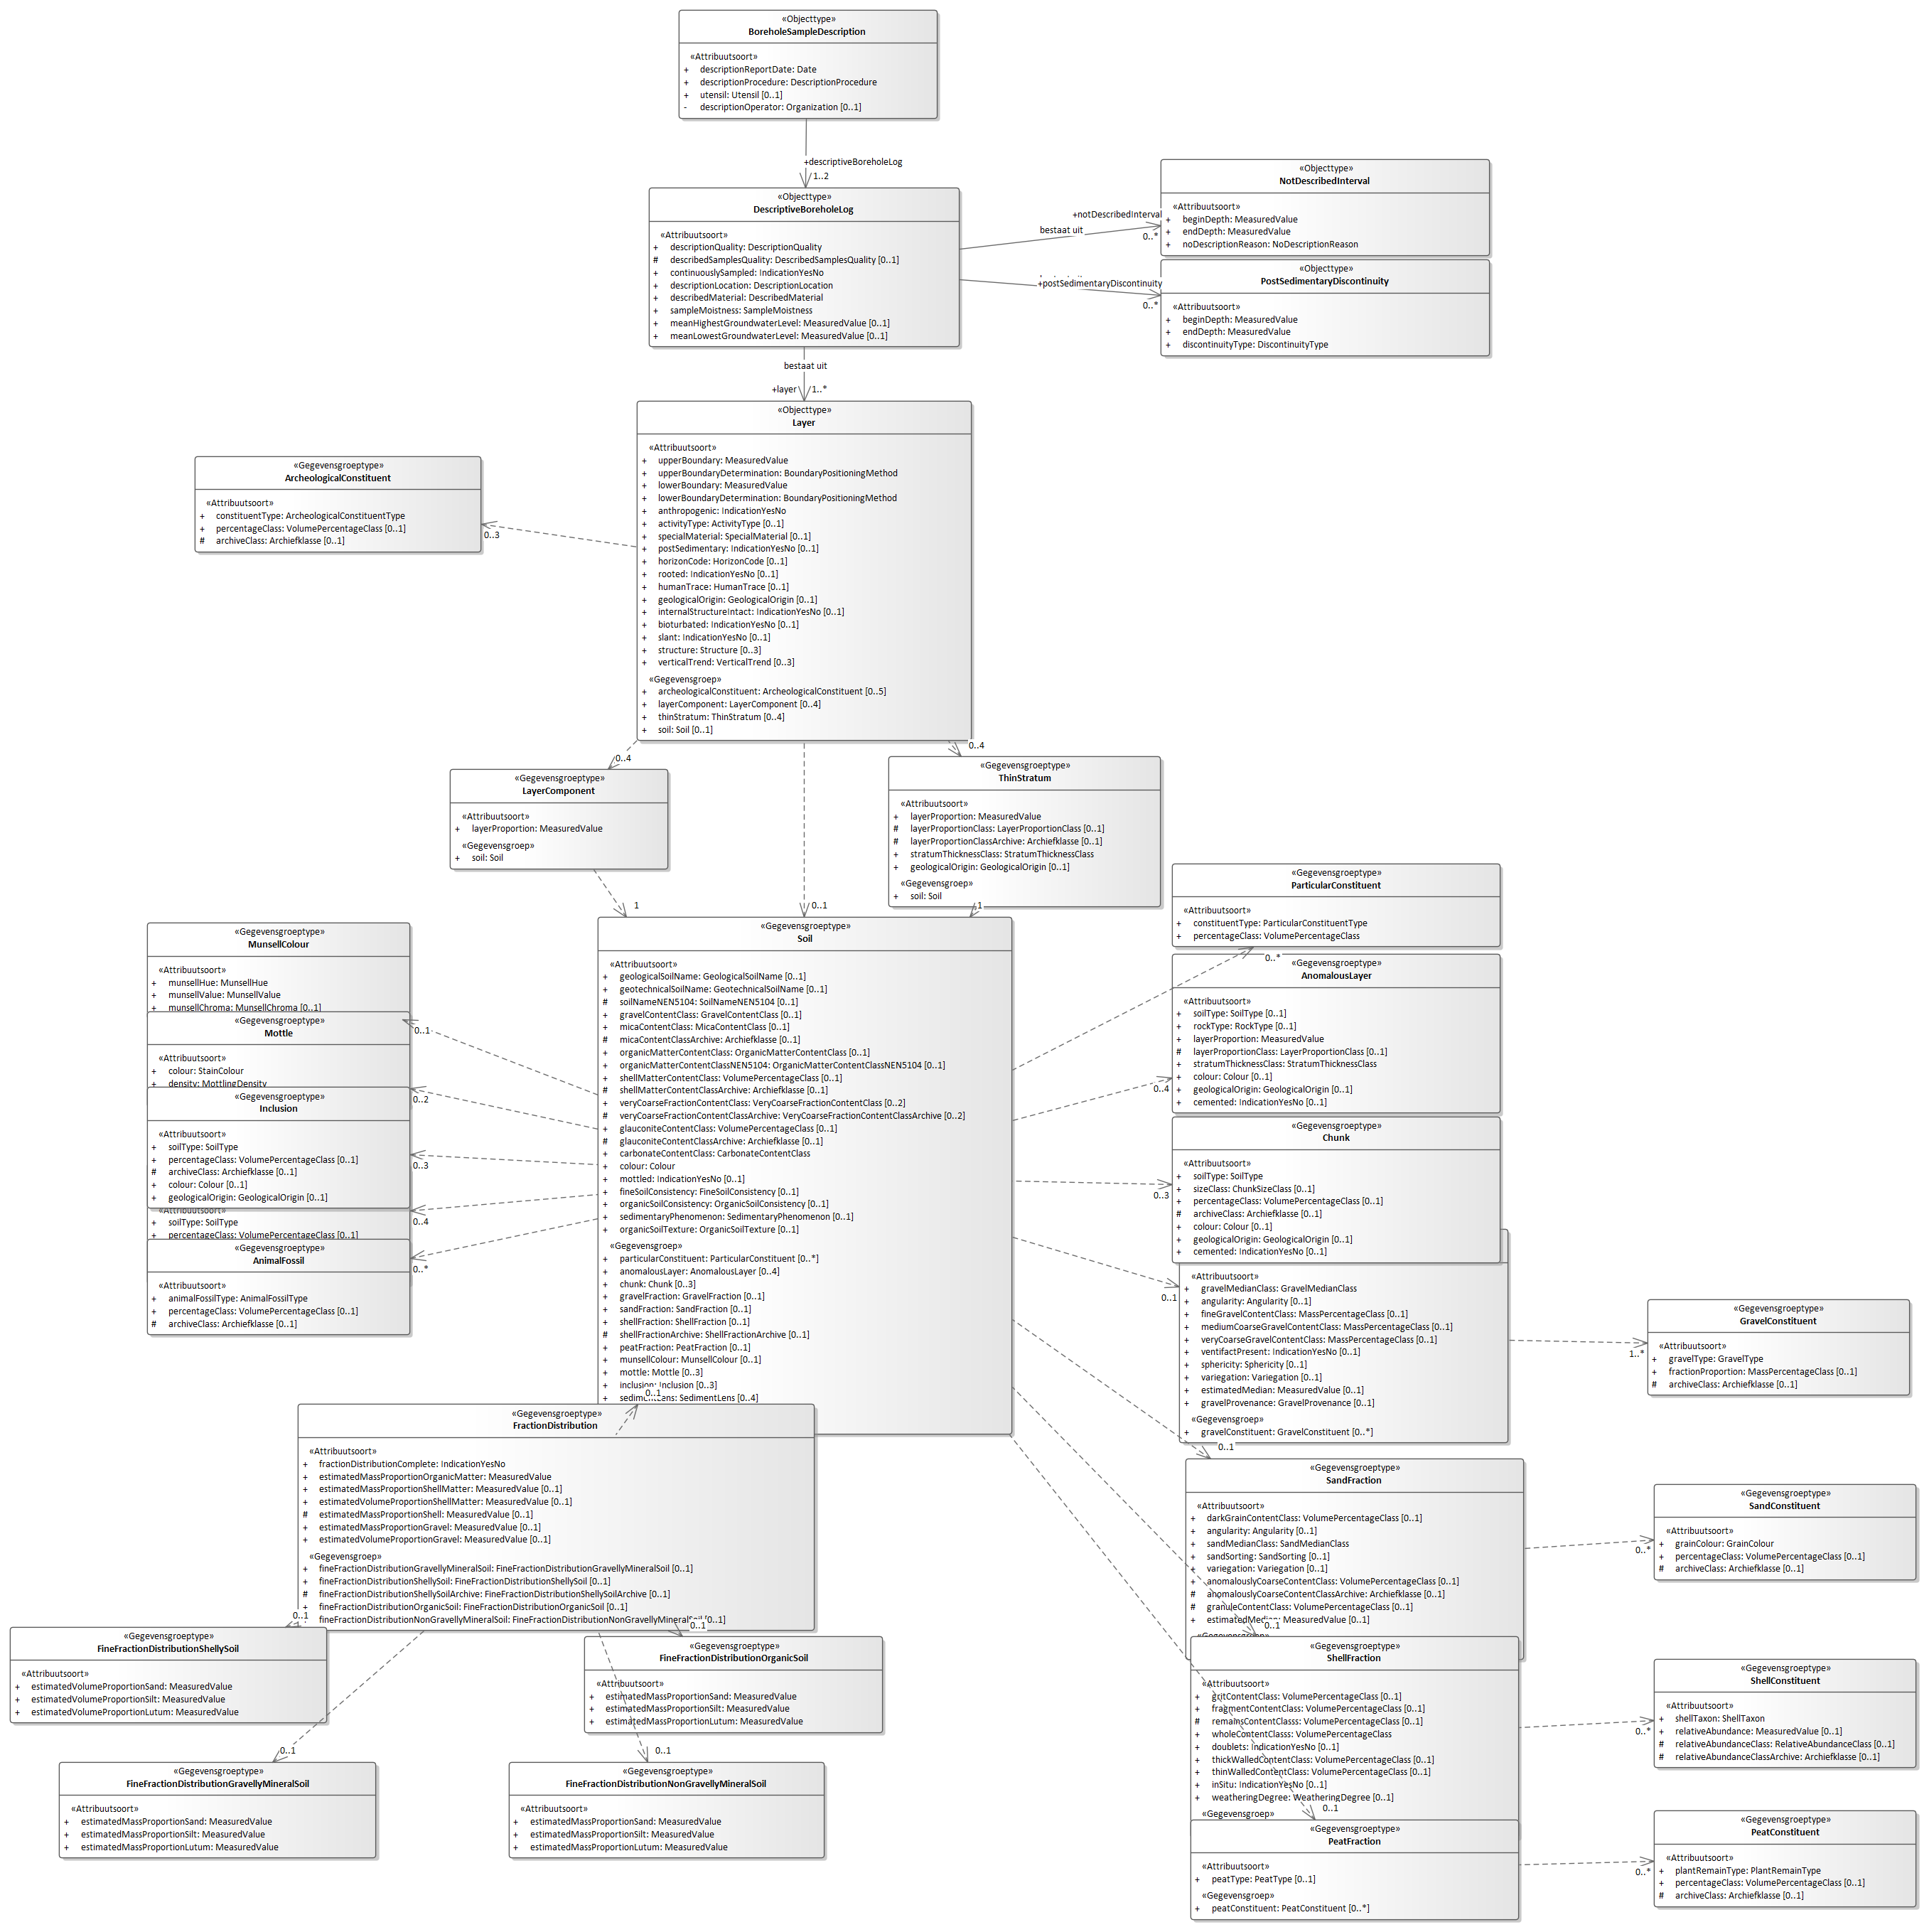 «Objecttype»
BoreholeSampleDescription
«Attribuutsoort»
+ descriptionReportDate: Date
+ descriptionProcedure: DescriptionProcedure
+ utensil: Utensil [0..1]
- descriptionOperator: Organization [0..1]
+descriptiveBoreholeLog
1..2
«Objecttype»
DescriptiveBoreholeLog
«Attribuutsoort»
+ descriptionQuality: DescriptionQuality
# describedSamplesQuality: DescribedSamplesQuality [0..1]
+ continuouslySampled: IndicationYesNo
+ descriptionLocation: DescriptionLocation
+ describedMaterial: DescribedMaterial
+ sampleMoistness: SampleMoistness
+ meanHighestGroundwaterLevel: MeasuredValue [0..1]
+ meanLowestGroundwaterLevel: MeasuredValue [0..1]
+notDescribedInterval
bestaat uit
0..*
«Objecttype»
NotDescribedInterval
«Attribuutsoort»
+ beginDepth: MeasuredValue
+ endDepth: MeasuredValue
+ noDescriptionReason: NoDescriptionReason
+postSedimentaryDiscontinuity
0..*
«Objecttype»
PostSedimentaryDiscontinuity
«Attribuutsoort»
+ beginDepth: MeasuredValue
+ endDepth: MeasuredValue
+ discontinuityType: DiscontinuityType
bestaat uit
+layer
1..*
«Objecttype»
Layer
«Attribuutsoort»
+ upperBoundary: MeasuredValue
+ upperBoundaryDetermination: BoundaryPositioningMethod
+ lowerBoundary: MeasuredValue
+ lowerBoundaryDetermination: BoundaryPositioningMethod
+ anthropogenic: IndicationYesNo
+ activityType: ActivityType [0..1]
+ specialMaterial: SpecialMaterial [0..1]
+ postSedimentary: IndicationYesNo [0..1]
+ horizonCode: HorizonCode [0..1]
+ rooted: IndicationYesNo [0..1]
+ humanTrace: HumanTrace [0..1]
+ geologicalOrigin: GeologicalOrigin [0..1]
+ internalStructureIntact: IndicationYesNo [0..1]
+ bioturbated: IndicationYesNo [0..1]
+ slant: IndicationYesNo [0..1]
+ structure: Structure [0..3]
+ verticalTrend: VerticalTrend [0..3]
«Gegevensgroep»
+ archeologicalConstituent: ArcheologicalConstituent [0..5]
+ layerComponent: LayerComponent [0..4]
+ thinStratum: ThinStratum [0..4]
+ soil: Soil [0..1]
«Gegevensgroeptype»
ArcheologicalConstituent
«Attribuutsoort»
+ constituentType: ArcheologicalConstituentType
+ percentageClass: VolumePercentageClass [0..1]
# archiveClass: Archiefklasse [0..1]
0..3
0..4
«Gegevensgroeptype»
LayerComponent
«Attribuutsoort»
+ layerProportion: MeasuredValue
«Gegevensgroep»
+ soil: Soil
1
0..1
0..4
«Gegevensgroeptype»
ThinStratum
«Attribuutsoort»
+ layerProportion: MeasuredValue
# layerProportionClass: LayerProportionClass [0..1]
# layerProportionClassArchive: Archiefklasse [0..1]
+ stratumThicknessClass: StratumThicknessClass
+ geologicalOrigin: GeologicalOrigin [0..1]
«Gegevensgroep»
+ soil: Soil
1
«Gegevensgroeptype»
Soil
«Attribuutsoort»
+ geologicalSoilName: GeologicalSoilName [0..1]
+ geotechnicalSoilName: GeotechnicalSoilName [0..1]
# soilNameNEN5104: SoilNameNEN5104 [0..1]
+ gravelContentClass: GravelContentClass [0..1]
+ micaContentClass: MicaContentClass [0..1]
# micaContentClassArchive: Archiefklasse [0..1]
+ organicMatterContentClass: OrganicMatterContentClass [0..1]
+ organicMatterContentClassNEN5104: OrganicMatterContentClassNEN5104 [0..1]
+ shellMatterContentClass: VolumePercentageClass [0..1]
# shellMatterContentClassArchive: Archiefklasse [0..1]
+ veryCoarseFractionContentClass: VeryCoarseFractionContentClass [0..2]
# veryCoarseFractionContentClassArchive: VeryCoarseFractionContentClassArchive [0..2]
+ glauconiteContentClass: VolumePercentageClass [0..1]
# glauconiteContentClassArchive: Archiefklasse [0..1]
+ carbonateContentClass: CarbonateContentClass
+ colour: Colour
+ mottled: IndicationYesNo [0..1]
+ fineSoilConsistency: FineSoilConsistency [0..1]
+ organicSoilConsistency: OrganicSoilConsistency [0..1]
+ sedimentaryPhenomenon: SedimentaryPhenomenon [0..1]
+ organicSoilTexture: OrganicSoilTexture [0..1]
«Gegevensgroep»
+ particularConstituent: ParticularConstituent [0..*]
+ anomalousLayer: AnomalousLayer [0..4]
+ chunk: Chunk [0..3]
+ gravelFraction: GravelFraction [0..1]
+ sandFraction: SandFraction [0..1]
+ shellFraction: ShellFraction [0..1]
# shellFractionArchive: ShellFractionArchive [0..1]
+ peatFraction: PeatFraction [0..1]
+ munsellColour: MunsellColour [0..1]
+ mottle: Mottle [0..3]
+ inclusion: Inclusion [0..3]
+ sedimentLens: SedimentLens [0..4]
«Gegevensgroeptype»
MunsellColour
«Attribuutsoort»
+ munsellHue: MunsellHue
+ munsellValue: MunsellValue
+ munsellChroma: MunsellChroma [0..1]
0..1
«Gegevensgroeptype»
Mottle
«Attribuutsoort»
+ colour: StainColour
+ density: MottlingDensity
0..2
«Gegevensgroeptype»
Inclusion
«Attribuutsoort»
+ soilType: SoilType
+ percentageClass: VolumePercentageClass [0..1]
# archiveClass: Archiefklasse [0..1]
+ colour: Colour [0..1]
+ geologicalOrigin: GeologicalOrigin [0..1]
0..3
«Attribuutsoort»
+ soilType: SoilType
+ percentageClass: VolumePercentageClass [0..1]
0..4
«Gegevensgroeptype»
AnimalFossil
«Attribuutsoort»
+ animalFossilType: AnimalFossilType
+ percentageClass: VolumePercentageClass [0..1]
# archiveClass: Archiefklasse [0..1]
0..*
«Gegevensgroeptype»
ParticularConstituent
«Attribuutsoort»
+ constituentType: ParticularConstituentType
+ percentageClass: VolumePercentageClass
0..*
«Gegevensgroeptype»
AnomalousLayer
«Attribuutsoort»
+ soilType: SoilType [0..1]
+ rockType: RockType [0..1]
+ layerProportion: MeasuredValue
# layerProportionClass: LayerProportionClass [0..1]
+ stratumThicknessClass: StratumThicknessClass
+ colour: Colour [0..1]
+ geologicalOrigin: GeologicalOrigin [0..1]
+ cemented: IndicationYesNo [0..1]
0..4
«Gegevensgroeptype»
Chunk
«Attribuutsoort»
+ soilType: SoilType
+ sizeClass: ChunkSizeClass [0..1]
+ percentageClass: VolumePercentageClass [0..1]
# archiveClass: Archiefklasse [0..1]
+ colour: Colour [0..1]
+ geologicalOrigin: GeologicalOrigin [0..1]
+ cemented: IndicationYesNo [0..1]
0..3
«Attribuutsoort»
+ gravelMedianClass: GravelMedianClass
+ angularity: Angularity [0..1]
+ fineGravelContentClass: MassPercentageClass [0..1]
+ mediumCoarseGravelContentClass: MassPercentageClass [0..1]
+ veryCoarseGravelContentClass: MassPercentageClass [0..1]
+ ventifactPresent: IndicationYesNo [0..1]
+ sphericity: Sphericity [0..1]
+ variegation: Variegation [0..1]
+ estimatedMedian: MeasuredValue [0..1]
+ gravelProvenance: GravelProvenance [0..1]
«Gegevensgroep»
+ gravelConstituent: GravelConstituent [0..*]
0..1
1..*
«Gegevensgroeptype»
GravelConstituent
«Attribuutsoort»
+ gravelType: GravelType
+ fractionProportion: MassPercentageClass [0..1]
# archiveClass: Archiefklasse [0..1]
0..1
«Gegevensgroeptype»
SandFraction
«Attribuutsoort»
+ darkGrainContentClass: VolumePercentageClass [0..1]
+ angularity: Angularity [0..1]
+ sandMedianClass: SandMedianClass
+ sandSorting: SandSorting [0..1]
+ variegation: Variegation [0..1]
+ anomalouslyCoarseContentClass: VolumePercentageClass [0..1]
# anomalouslyCoarseContentClassArchive: Archiefklasse [0..1]
# granuleContentClass: VolumePercentageClass [0..1]
+ estimatedMedian: MeasuredValue [0..1]
«Gegevensgroep»
0..*
«Gegevensgroeptype»
SandConstituent
«Attribuutsoort»
+ grainColour: GrainColour
+ percentageClass: VolumePercentageClass [0..1]
# archiveClass: Archiefklasse [0..1]
0..1
«Gegevensgroeptype»
ShellFraction
«Attribuutsoort»
+ gritContentClass: VolumePercentageClass [0..1]
+ fragmentContentClass: VolumePercentageClass [0..1]
# remainsContentClass: VolumePercentageClass [0..1]
+ wholeContentClasss: VolumePercentageClass
+ doublets: IndicationYesNo [0..1]
+ thickWalledContentClass: VolumePercentageClass [0..1]
+ thinWalledContentClass: VolumePercentageClass [0..1]
+ inSitu: IndicationYesNo [0..1]
+ weatheringDegree: WeatheringDegree [0..1]
«Gegevensgroep»
0..*
«Gegevensgroeptype»
ShellConstituent
«Attribuutsoort»
+ shellTaxon: ShellTaxon
+ relativeAbundance: MeasuredValue [0..1]
# relativeAbundanceClass: RelativeAbundanceClass [0..1]
# relativeAbundanceClassArchive: Archiefklasse [0..1]
0..1
«Gegevensgroeptype»
PeatFraction
«Attribuutsoort»
+ peatType: PeatType [0..1]
«Gegevensgroep»
+ peatConstituent: PeatConstituent [0..*]
0..*
«Gegevensgroeptype»
PeatConstituent
«Attribuutsoort»
+ plantRemainType: PlantRemainType
+ percentageClass: VolumePercentageClass [0..1]
# archiveClass: Archiefklasse [0..1]
0..1
«Gegevensgroeptype»
FractionDistribution
«Attribuutsoort»
+ fractionDistributionComplete: IndicationYesNo
+ estimatedMassProportionOrganicMatter: MeasuredValue
+ estimatedMassProportionShellMatter: MeasuredValue [0..1]
+ estimatedVolumeProportionShellMatter: MeasuredValue [0..1]
# estimatedMassProportionShell: MeasuredValue [0..1]
+ estimatedMassProportionGravel: MeasuredValue [0..1]
+ estimatedVolumeProportionGravel: MeasuredValue [0..1]
«Gegevensgroep»
+ fineFractionDistributionGravellyMineralSoil: FineFractionDistributionGravellyMineralSoil [0..1]
+ fineFractionDistributionShellySoil: FineFractionDistributionShellySoil [0..1]
# fineFractionDistributionShellySoilArchive: FineFractionDistributionShellySoilArchive [0..1]
+ fineFractionDistributionOrganicSoil: FineFractionDistributionOrganicSoil [0..1]
fineFractionDistributionNonGravellyMineralSoil: FineFractionDistributionNonGravellyMineralSoil [0..1]
0..1
«Gegevensgroeptype»
FineFractionDistributionShellySoil
«Attribuutsoort»
+ estimatedVolumeProportionSand: MeasuredValue
+ estimatedVolumeProportionSilt: MeasuredValue
+ estimatedVolumeProportionLutum: MeasuredValue
0..1
«Gegevensgroeptype»
FineFractionDistributionOrganicSoil
«Attribuutsoort»
+ estimatedMassProportionSand: MeasuredValue
+ estimatedMassProportionSilt: MeasuredValue
+ estimatedMassProportionLutum: MeasuredValue
0..1
«Gegevensgroeptype»
FineFractionDistributionGravellyMineralSoil
«Attribuutsoort»
+ estimatedMassProportionSand: MeasuredValue
+ estimatedMassProportionSilt: MeasuredValue
+ estimatedMassProportionLutum: MeasuredValue
0..1
«Gegevensgroeptype»
FineFractionDistributionNonGravellyMineralSoil
«Attribuutsoort»
+ estimatedMassProportionSand: MeasuredValue
+ estimatedMassProportionSilt: MeasuredValue
+ estimatedMassProportionLutum: MeasuredValue